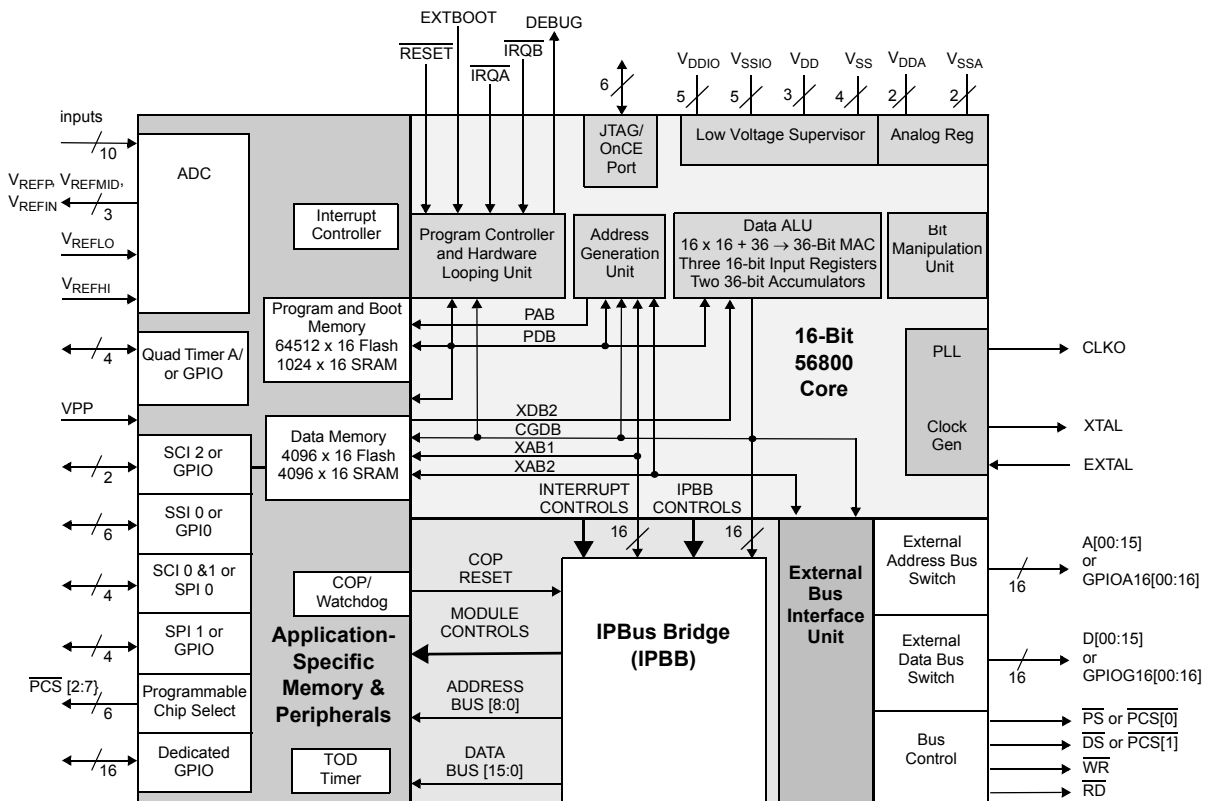 EXTBOOT
DEBUG
RESET
IRQB
IRQA
6
VDDIO
VSSIO
VDD
VSS
VDDA
VSSA
5
5
3
4
2
2
inputs
10
ADC
JTAG/
OnCE
Port
Low Voltage Supervisor
Analog Reg
VREFP, VREFMID,
VREFIN
3
VREFLO
VREFHI
Interrupt
Controller
Program Controller
and Hardware
Looping Unit
Address
Generation
Unit
Data ALU
16 x 16 + 36 → 36-Bit MAC
Three 16-bit Input Registers
Two 36-bit Accumulators
Bit
Manipulation
Unit
Program and Boot
Memory
64512 x 16 Flash
1024 x 16 SRAM
PAB
PDB
16-Bit
56800
Core
PLL
Clock
Gen
CLKO
XTAL
EXTAL
4
Quad Timer A/
or GPIO
VPP
XDB2
CGDB
XAB1
XAB2
Data Memory
4096 x 16 Flash
4096 x 16 SRAM
2
SCI 2 or
GPIO
6
SSI 0 or
GPI0
4
SCI 0 &1 or
SPI 0
4
SPI 1 or
GPIO
PCS [2:7}
6
Programmable
Chip Select
16
Dedicated
GPIO
INTERRUPT
CONTROLS
16
IPBB
CONTROLS
16
COP/
Watchdog
COP
RESET
MODULE
CONTROLS
Application-
Specific
Memory &
Peripherals
ADDRESS
BUS [8:0]
TOD
Timer
DATA
BUS [15:0]
IPBus Bridge
(IPBB)
External
Bus
Interface
Unit
External
Address Bus
Switch
16
A[00:15]
or
GPIOA16[00:16]
External
Data Bus
Switch
16
D[00:15]
or
GPIOG16[00:16]
Bus
Control
PS or PCS[0]
DS or PCS[1]
WR
RD